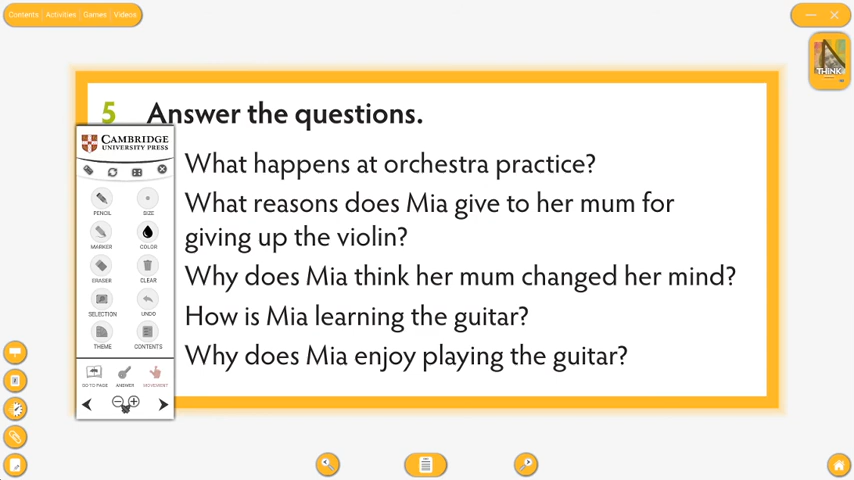 Contents | Activities | Games | Videos
THINK
5 Answer the questions.
CAMBRIDGE
UNIVERSITY PRESS
What happens at orchestra practice?
What reasons does Mia give to her mum for
giving up the violin?
Why does Mia think her mum changed her mind?
How is Mia learning the guitar?
Why does Mia enjoy playing the guitar?
PENCIL
SIZE
MARKER
COLOR
ERASER
CLEAR
SELECTION
UNDO
THEME
CONTENTS
GO TO PAGE
ANSWER
MOVEMENT